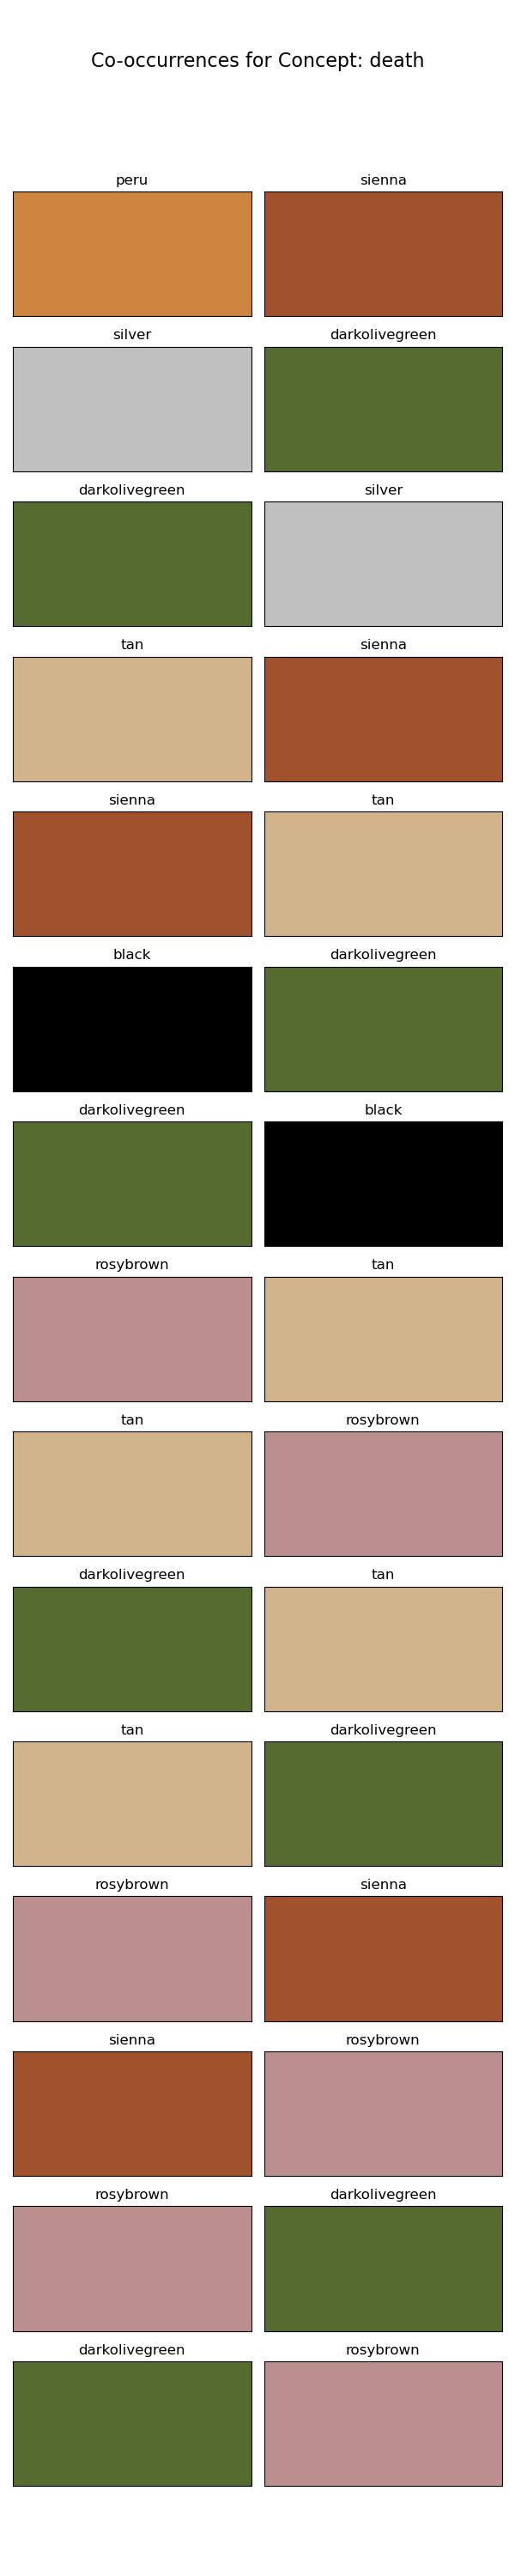 Co-occurrences for Concept: death
peru sienna
silver darkolivegreen
darkolivegreen silver
tan sienna
sienna tan
black darkolivegreen
darkolivegreen black
rosybrown tan
tan rosybrown
darkolivegreen tan
tan darkolivegreen
rosybrown sienna
sienna rosybrown
rosybrown darkolivegreen
darkolivegreen rosybrown